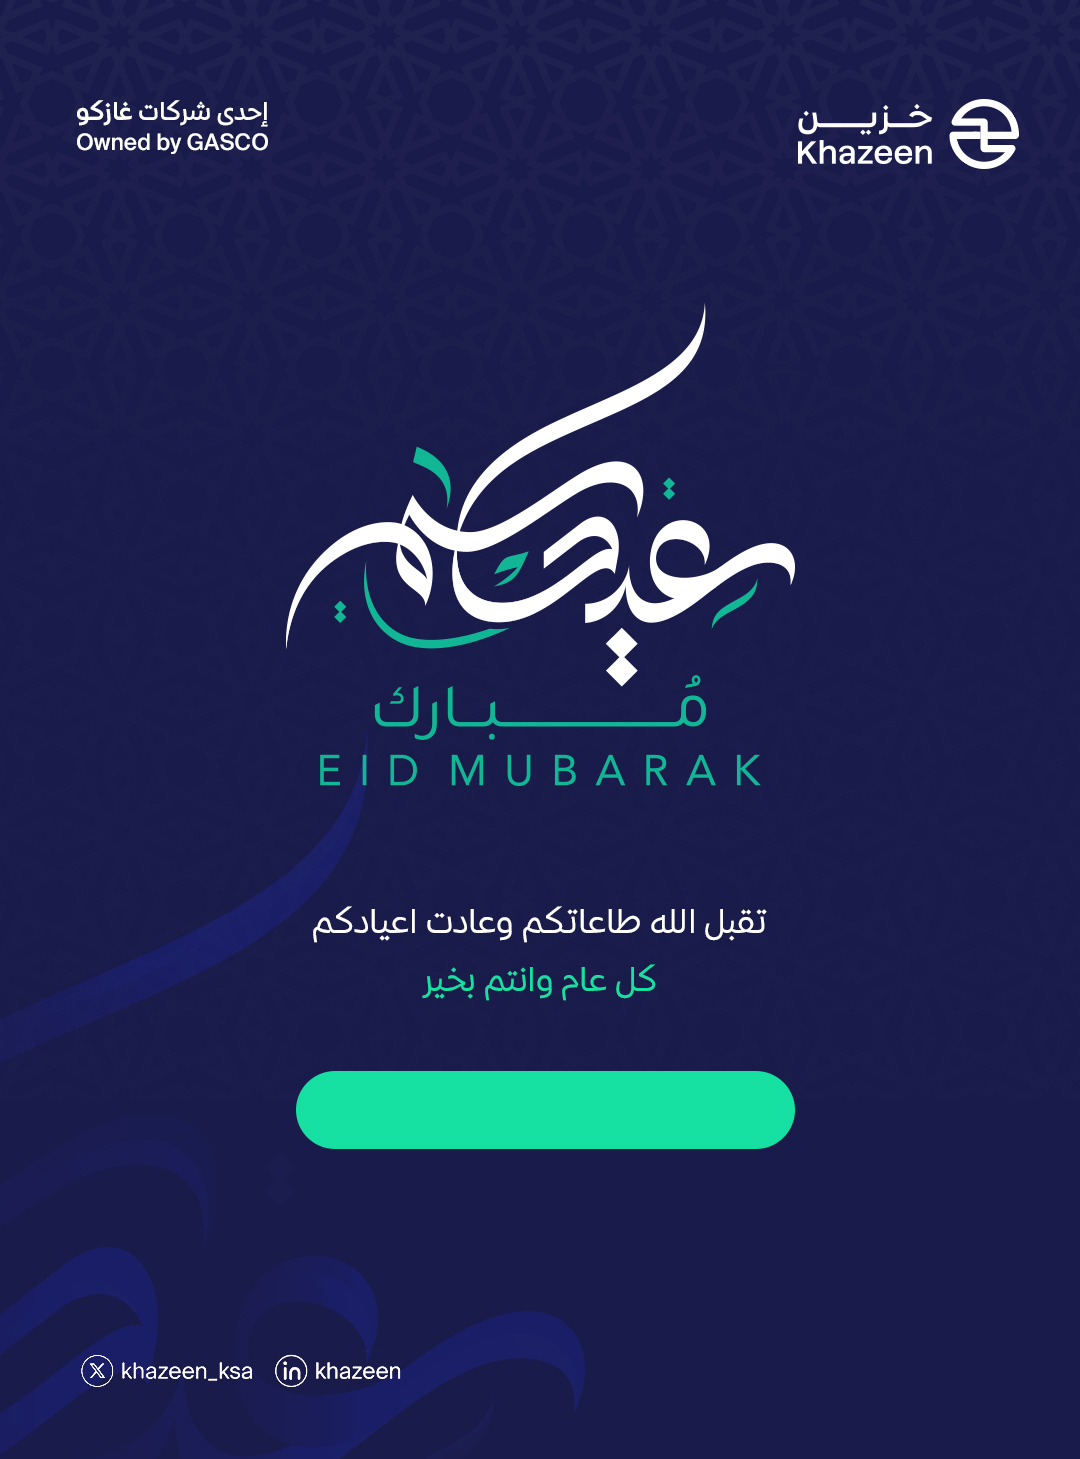 إحدى شركات غازكو
Owned by GASCO
خزين
Khazeen
عيدكم
مُبارك
EID MUBARAK
تقبل الله طاعاتكم وعادت اعيادكم
كل عام وانتم بخير
khazeen_ksa
khazeen